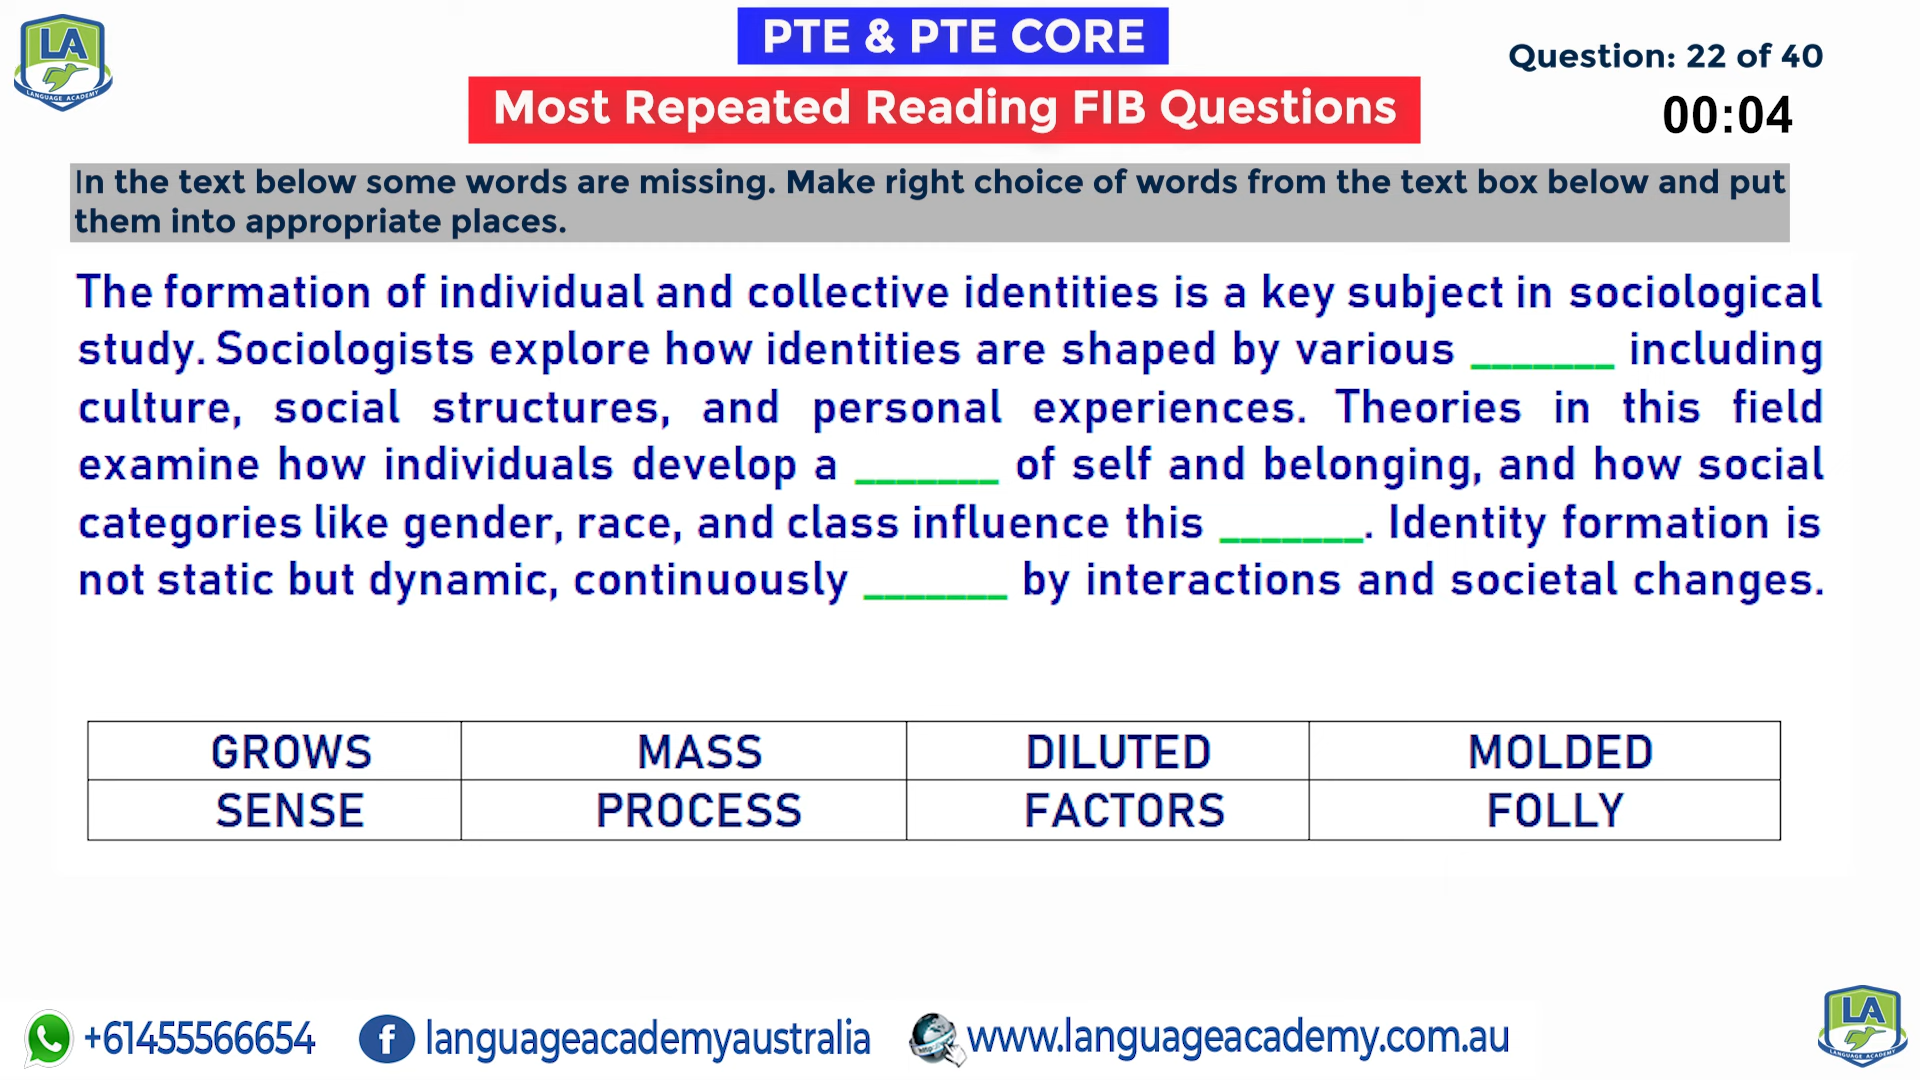 LA
LANGUAGE ACADEMY
PTE & PTE CORE
Most Repeated Reading FIB Questions
Question: 22 of 40
00:04
In the text below some words are missing. Make right choice of words from the text box below and put
them into appropriate places.
The formation of individual and collective identities is a key subject in sociological
study. Sociologists explore how identities are shaped by various _______ including
culture, social structures, and personal experiences. Theories in this field
examine how individuals develop a _______ of self and belonging, and how social
categories like gender, race, and class influence this _______. Identity formation is
not static but dynamic, continuously _______ by interactions and societal changes.
GROWS MASS DILUTED MOLDED
SENSE PROCESS FACTORS FOLLY
+61455566654 languageacademyaustralia www.languageacademy.com.au
LA
LANGUAGE ACADEMY